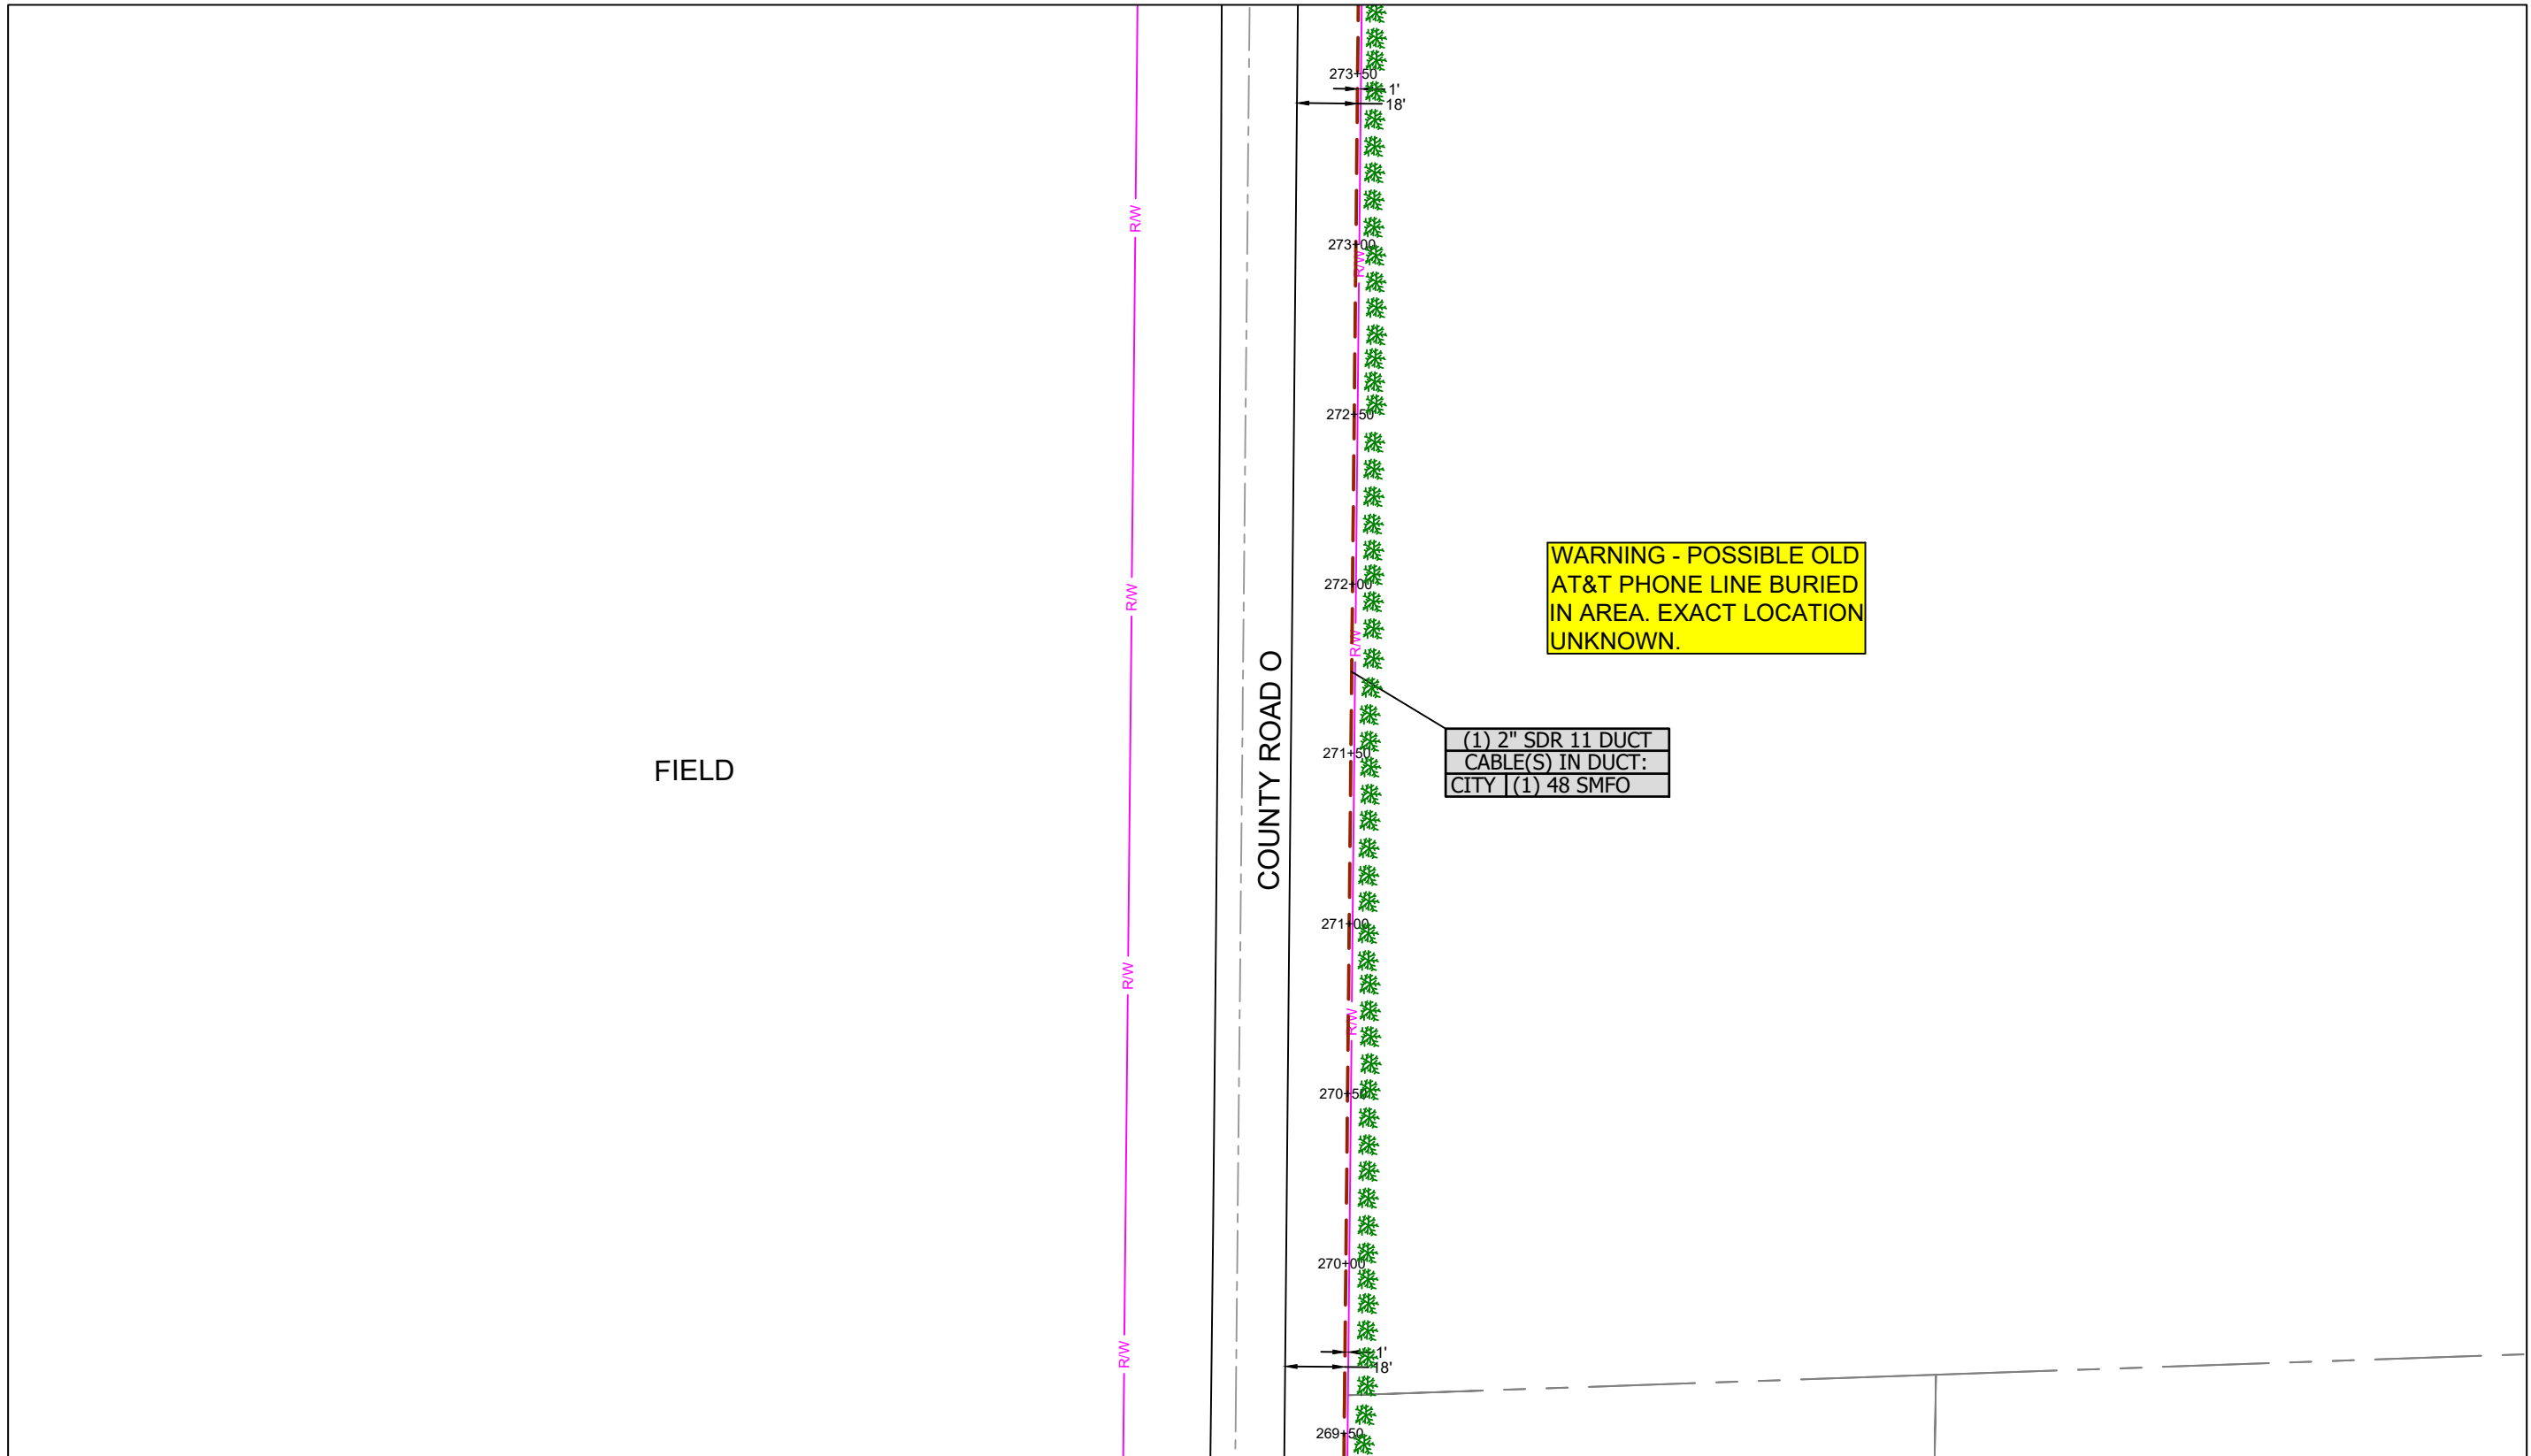 273+50
1'
18'
R/W
273+00
R/W
272+50
WARNING - POSSIBLE OLD
AT&T PHONE LINE BURIED
IN AREA. EXACT LOCATION
UNKNOWN.
272+00
R/W
R/W
COUNTY ROAD O
(1) 2" SDR 11 DUCT
CABLE(S) IN DUCT:
CITY (1) 48 SMFO
271+50
FIELD
271+00
R/W
R/W
270+50
270+00
R/W
1'
18'
269+50